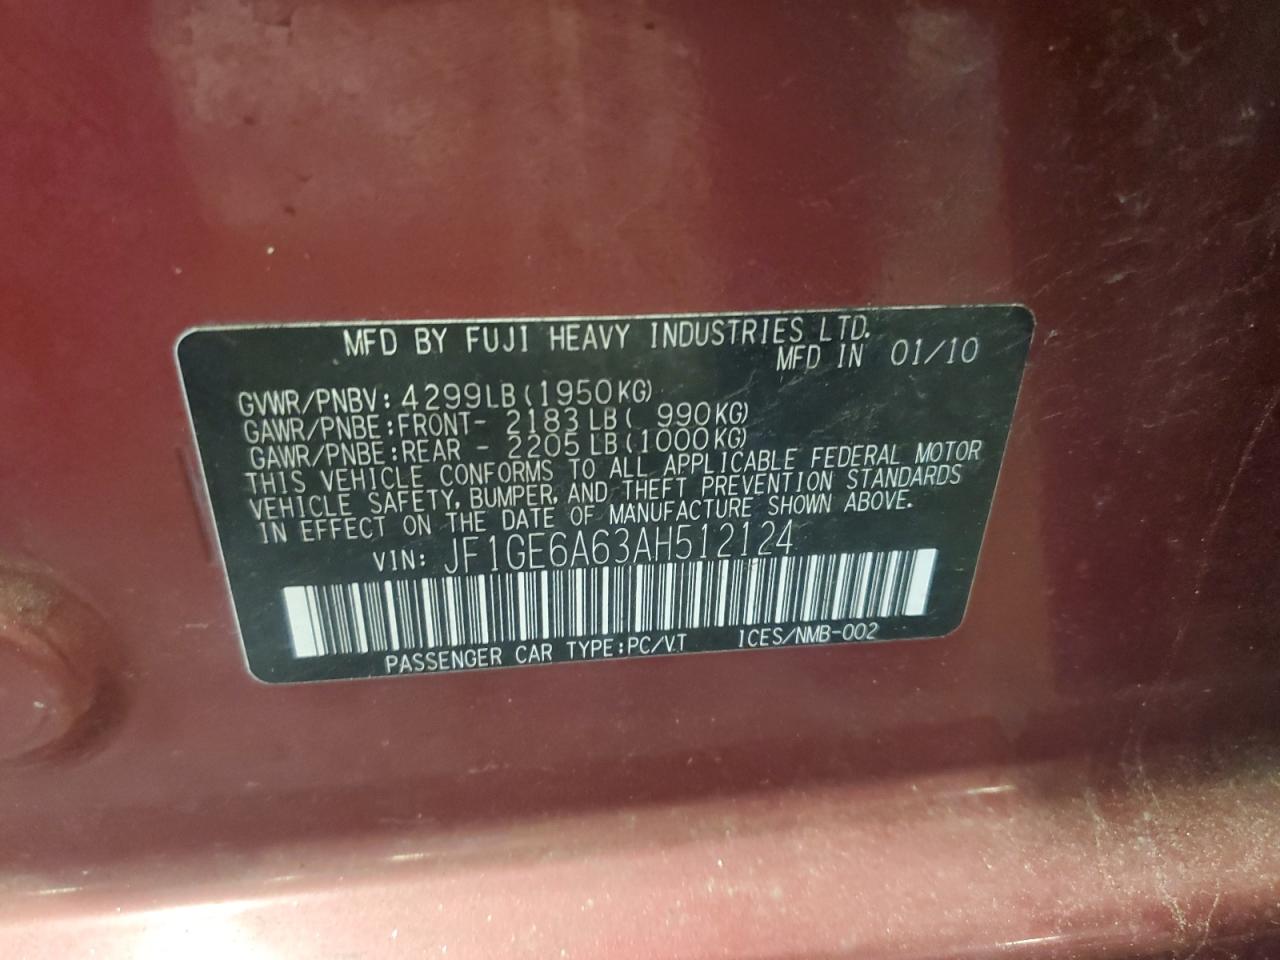 MFD BY FUJI HEAVY INDUSTRIES LTD.
MFD IN 01/10
GVWR/PNBV: 4299LB(1950KG)
GAWR/PNBE:FRONT- 2183LB( 990KG)
GAWR/PNBE:REAR - 2205LB(1000KG)
THIS VEHICLE CONFORMS TO ALL APPLICABLE FEDERAL MOTOR
VEHICLE SAFETY, BUMPER, AND THEFT PREVENTION STANDARDS
IN EFFECT ON THE DATE OF MANUFACTURE SHOWN ABOVE.
VIN: JF1GE6A63AH512124
PASSENGER CAR TYPE:PC/VT ICES/NMB-002